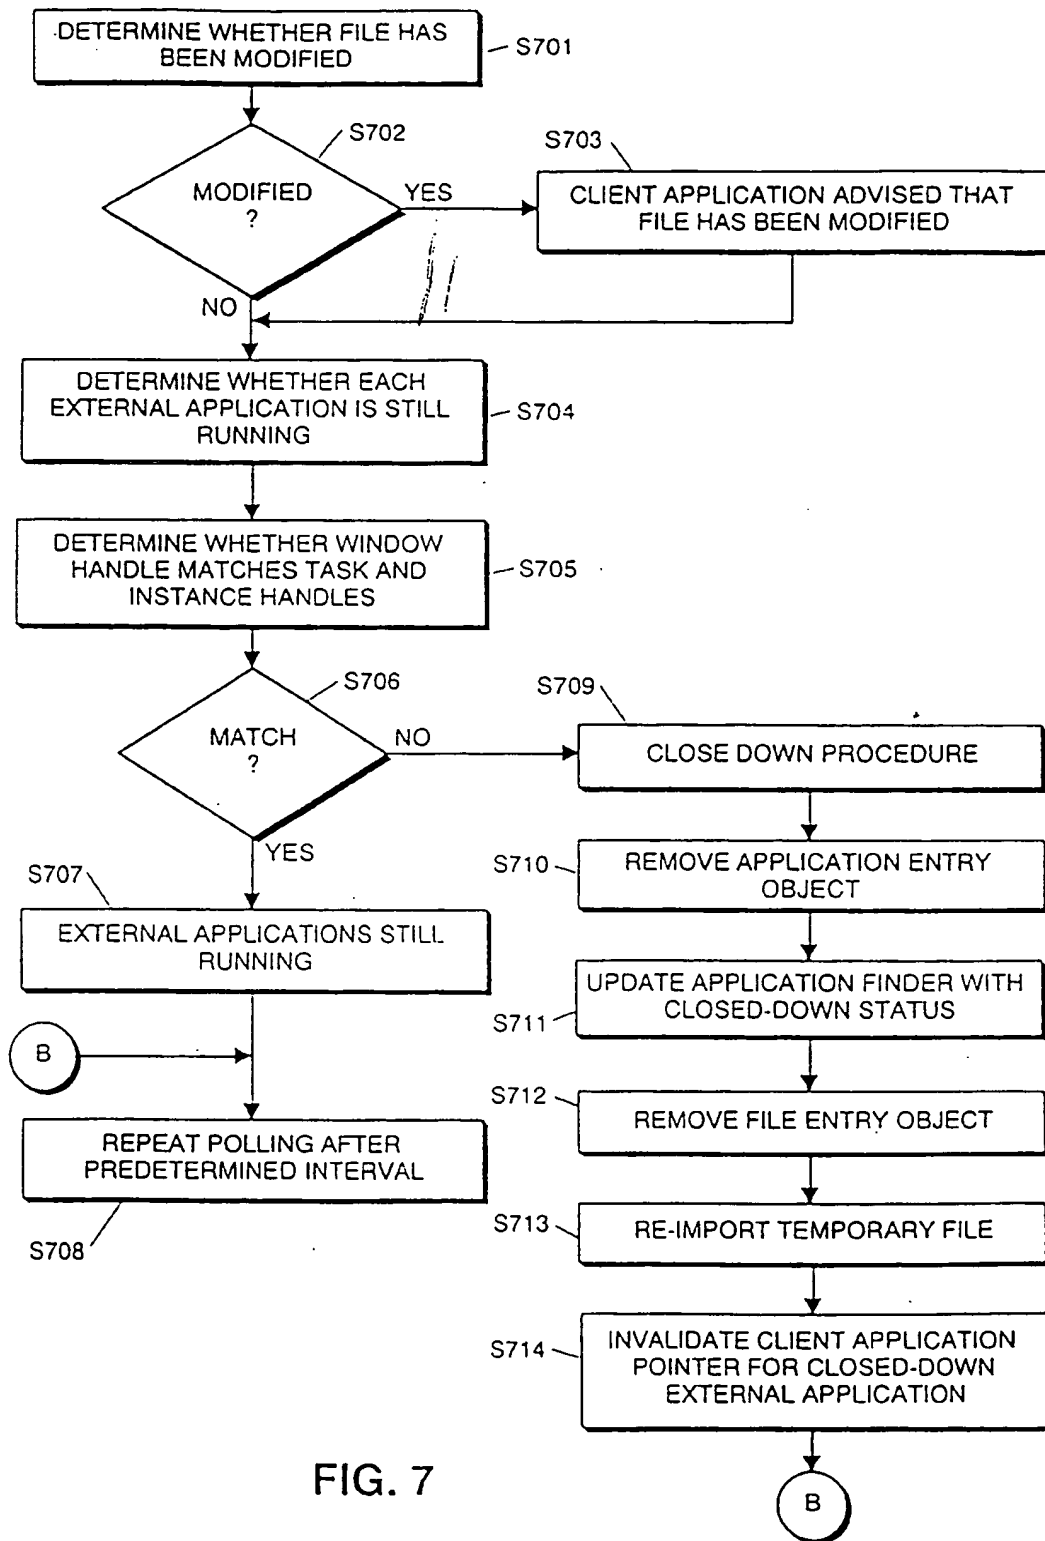 DETERMINE WHETHER FILE HAS
BEEN MODIFIED
S701
S702
MODIFIED
?
YES
NO
S703
CLIENT APPLICATION ADVISED THAT
FILE HAS BEEN MODIFIED
DETERMINE WHETHER EACH
EXTERNAL APPLICATION IS STILL
RUNNING
S704
DETERMINE WHETHER WINDOW
HANDLE MATCHES TASK AND
INSTANCE HANDLES
S705
S706
MATCH
?
NO
YES
S707
EXTERNAL APPLICATIONS STILL
RUNNING
B
REPEAT POLLING AFTER
PREDETERMINED INTERVAL
S708
S709
CLOSE DOWN PROCEDURE
S710
REMOVE APPLICATION ENTRY
OBJECT
S711
UPDATE APPLICATION FINDER WITH
CLOSED-DOWN STATUS
S712
REMOVE FILE ENTRY OBJECT
S713
RE-IMPORT TEMPORARY FILE
S714
INVALIDATE CLIENT APPLICATION
POINTER FOR CLOSED-DOWN
EXTERNAL APPLICATION
B
FIG. 7